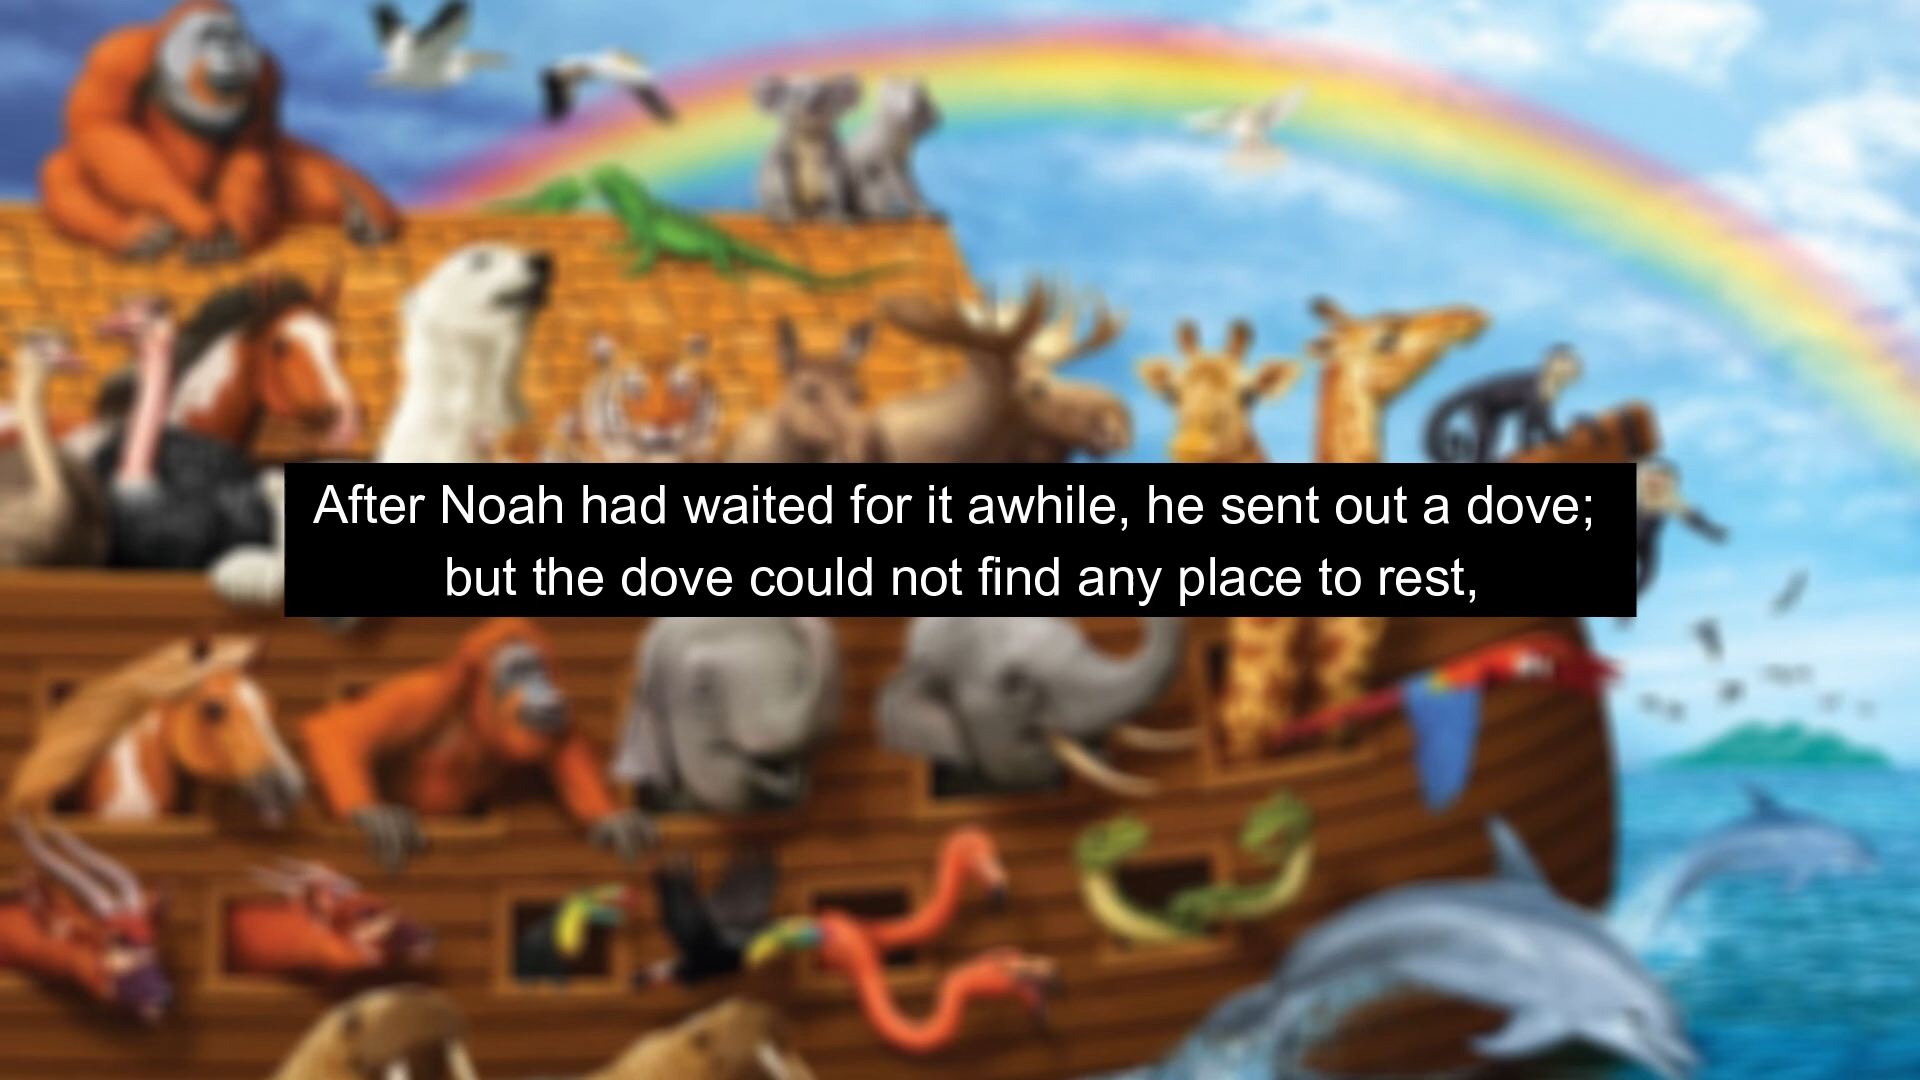 After Noah had waited for it awhile, he sent out a dove;
but the dove could not find any place to rest,